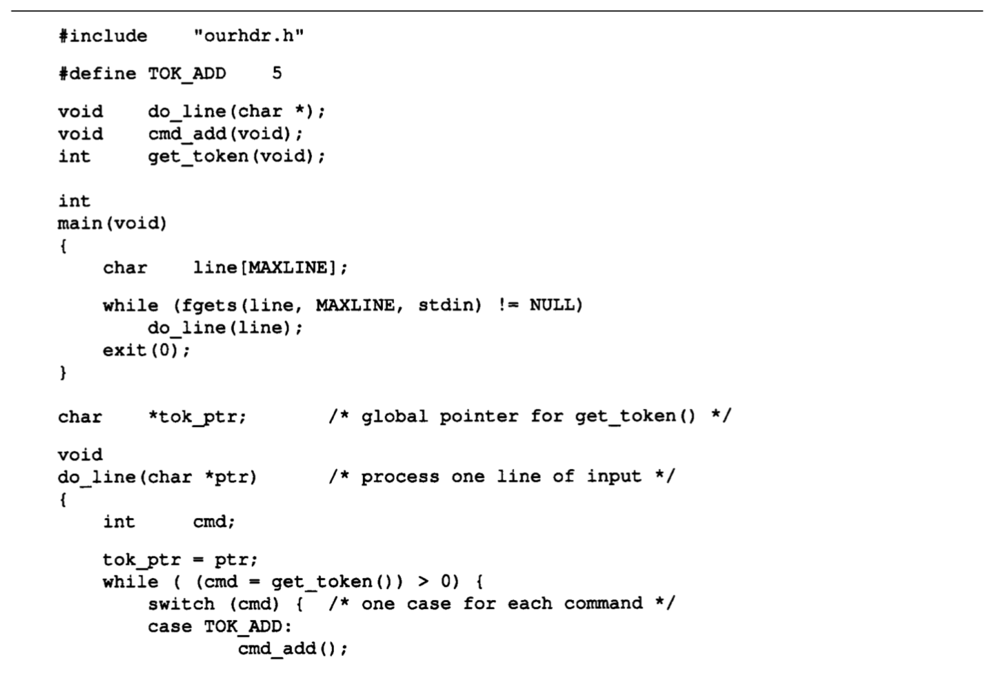 #include    "ourhdr.h"
#define TOK_ADD    5
void    do_line(char *);
void    cmd_add(void);
int     get_token(void);
int
main(void)
{
    char    line[MAXLINE];
    while (fgets(line, MAXLINE, stdin) != NULL)
        do_line(line);
    exit(0);
}
char    *tok_ptr;       /* global pointer for get_token() */
void
do_line(char *ptr)      /* process one line of input */
{
    int     cmd;
    tok_ptr = ptr;
    while ( (cmd = get_token()) > 0) {
        switch (cmd) {  /* one case for each command */
        case TOK_ADD:
                cmd_add();